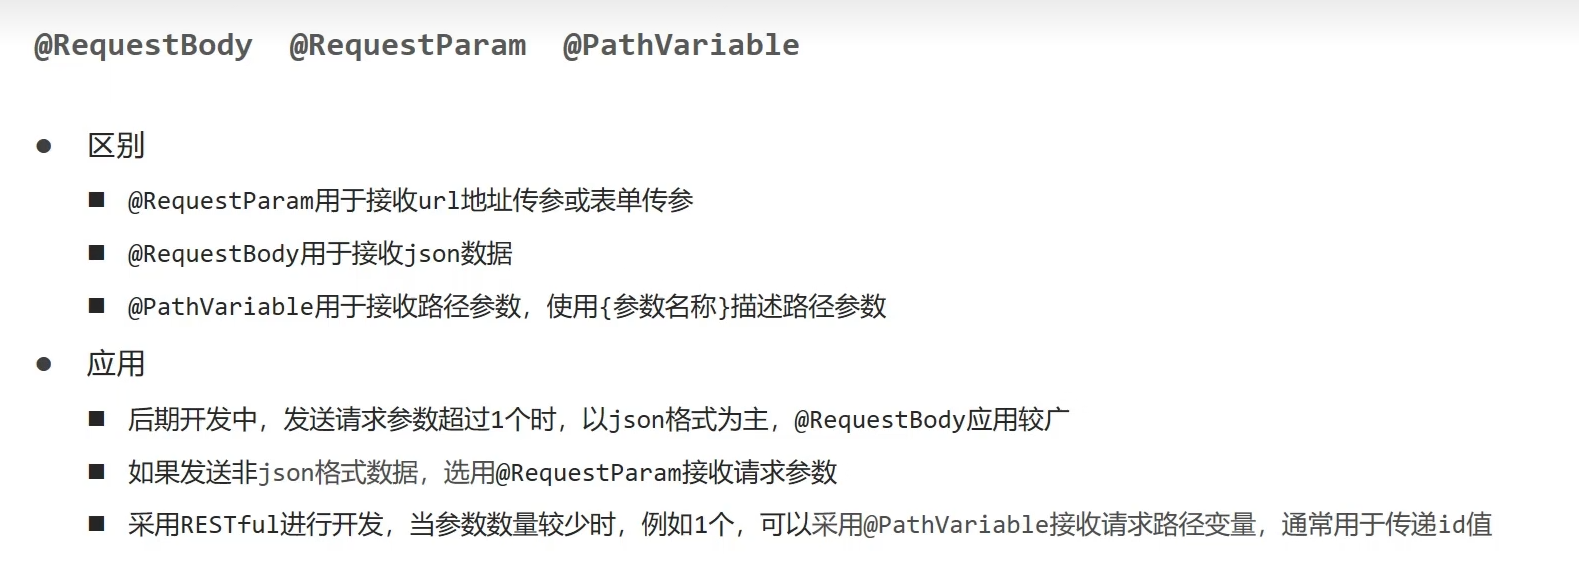 @RequestBody  @RequestParam  @PathVariable
● 区别
■ @RequestParam用于接收url地址传参或表单传参
■ @RequestBody用于接收json数据
■ @PathVariable用于接收路径参数，使用{参数名称}描述路径参数
● 应用
■ 后期开发中，发送请求参数超过1个时，以json格式为主，@RequestBody应用较广
■ 如果发送非json格式数据，选用@RequestParam接收请求参数
■ 采用RESTful进行开发，当参数数量较少时，例如1个，可以采用@PathVariable接收请求路径变量，通常用于传递id值